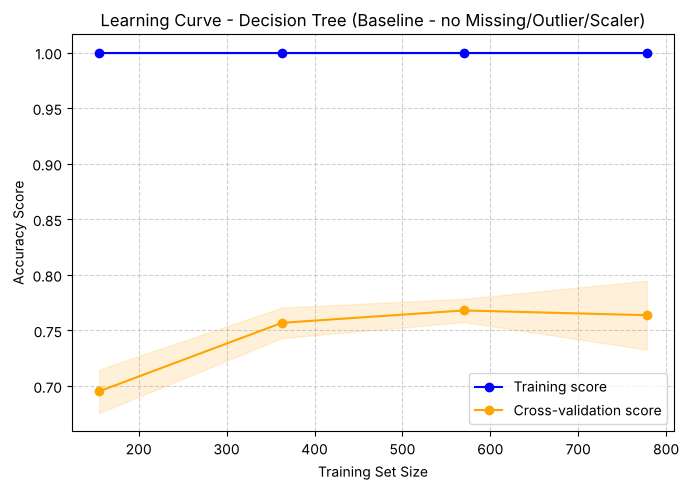 Learning Curve - Decision Tree (Baseline - no Missing/Outlier/Scaler)
1.00
0.95
0.90
0.85
0.80
0.75
0.70
Accuracy Score
Training score
Cross-validation score
200 300 400 500 600 700 800
Training Set Size